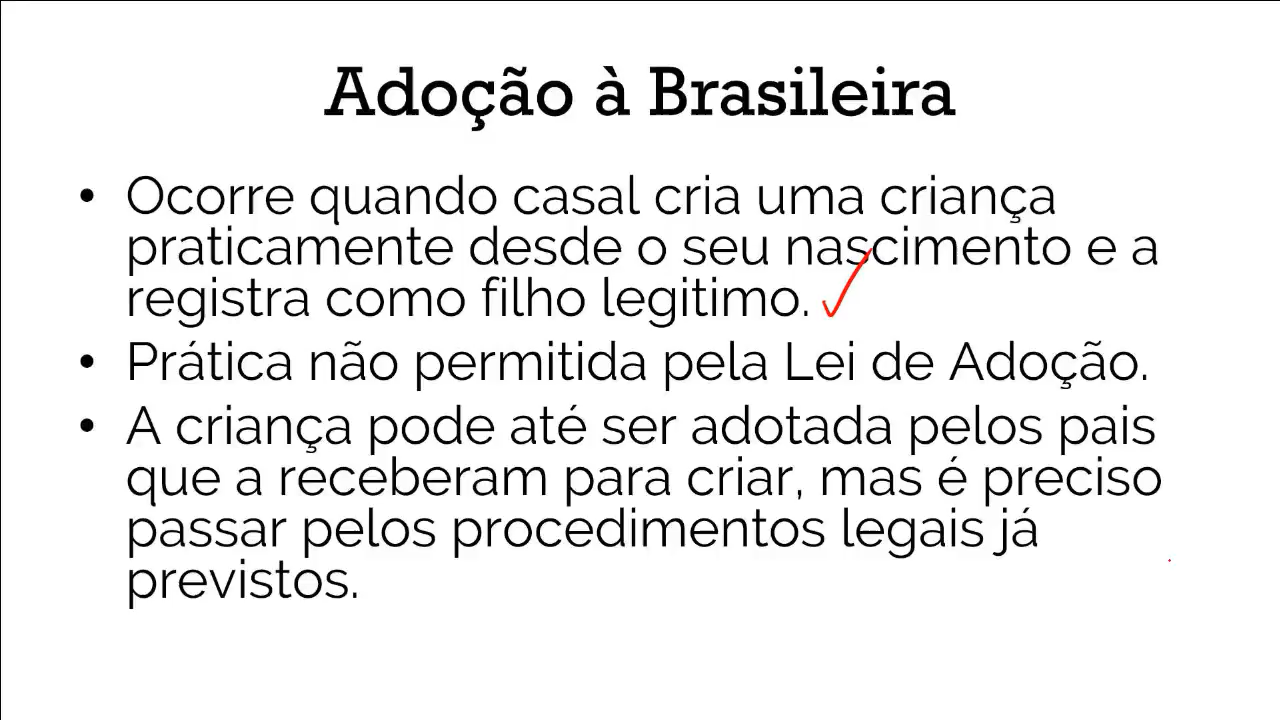 Adoção à Brasileira
• Ocorre quando casal cria uma criança
praticamente desde o seu nascimento e a
registra como filho legitimo.
• Prática não permitida pela Lei de Adoção.
• A criança pode até ser adotada pelos pais
que a receberam para criar, mas é preciso
passar pelos procedimentos legais já
previstos.